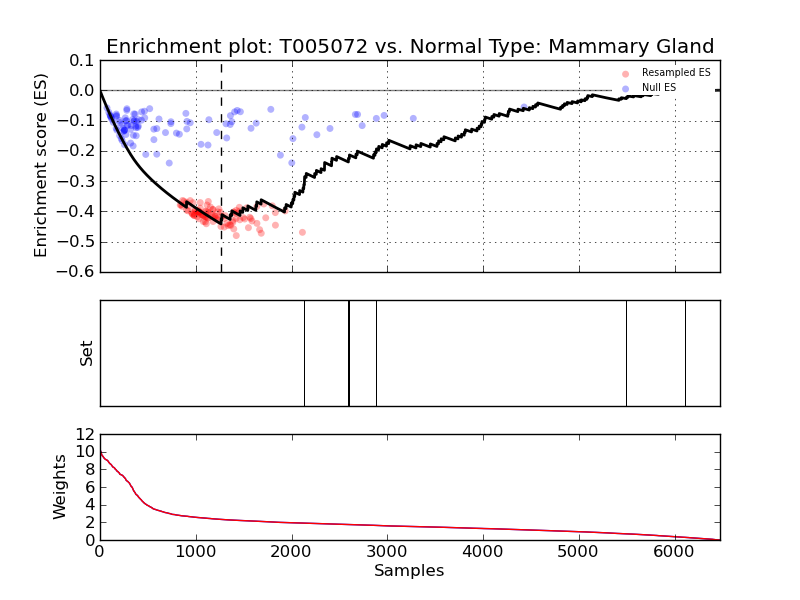 Enrichment plot: T005072 vs. Normal Type: Mammary Gland
Enrichment score (ES)
0.1
0.0
−0.1
−0.2
−0.3
−0.4
−0.5
−0.6
Resampled ES
Null ES
Set
Weights
12
10
8
6
4
2
0
0 1000 2000 3000 4000 5000 6000
Samples